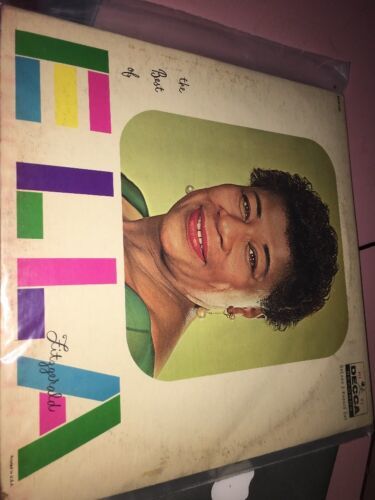 the
Best
of
ELLA
Fitzgerald
DECCA